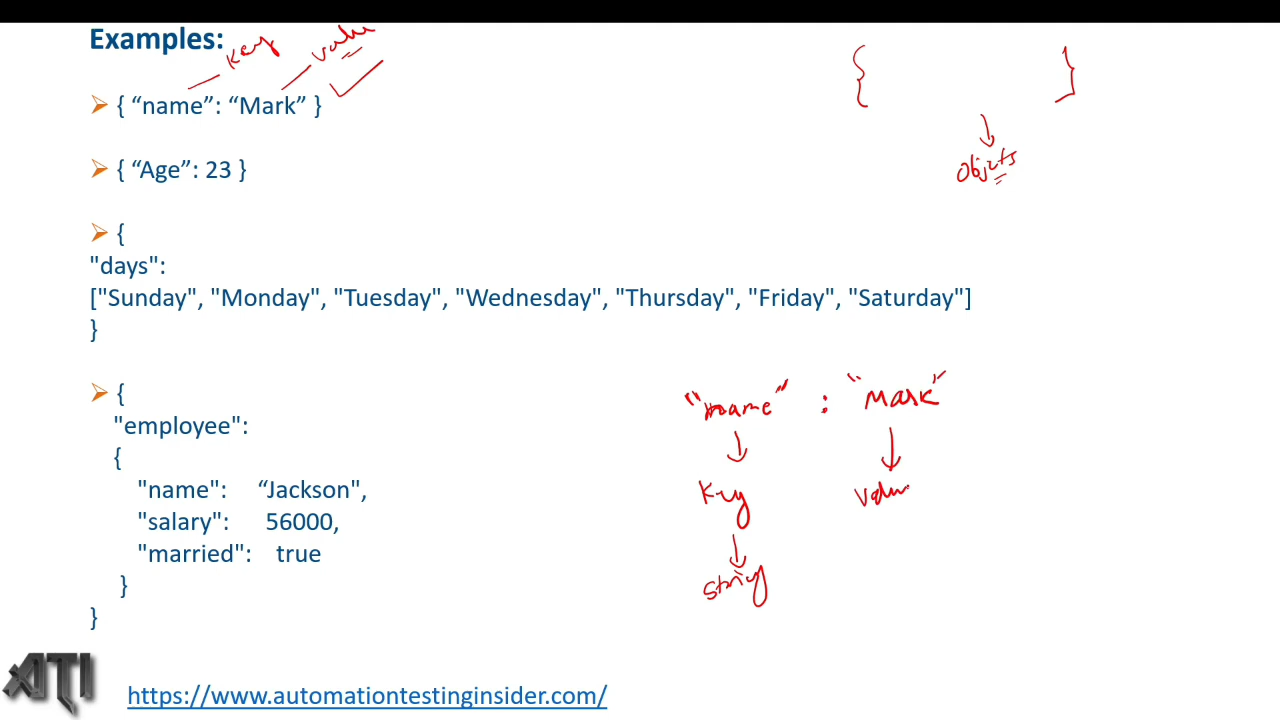 Examples:
key
value
{ “name”: “Mark” }
{ } 
objects
{ “Age”: 23 }
{
"days":
["Sunday", "Monday", "Tuesday", "Wednesday", "Thursday", "Friday", "Saturday"]
}
{
"employee":
{
"name": “Jackson",
"salary": 56000,
"married": true
}
}
"name" : "Mark"
Key
value
string
ATI
https://www.automationtestinginsider.com/